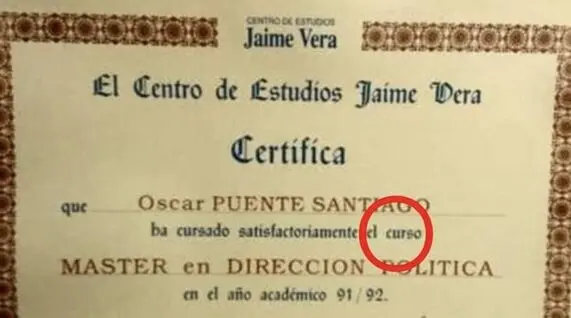 CENTRO DE ESTUDIOS
Jaime Vera
El Centro de Estudios Jaime Vera
Certifica
que Oscar PUENTE SANTIAGO
ha cursado satisfactoriamente el curso
MASTER en DIRECCION POLITICA
en el año académico 91/92.